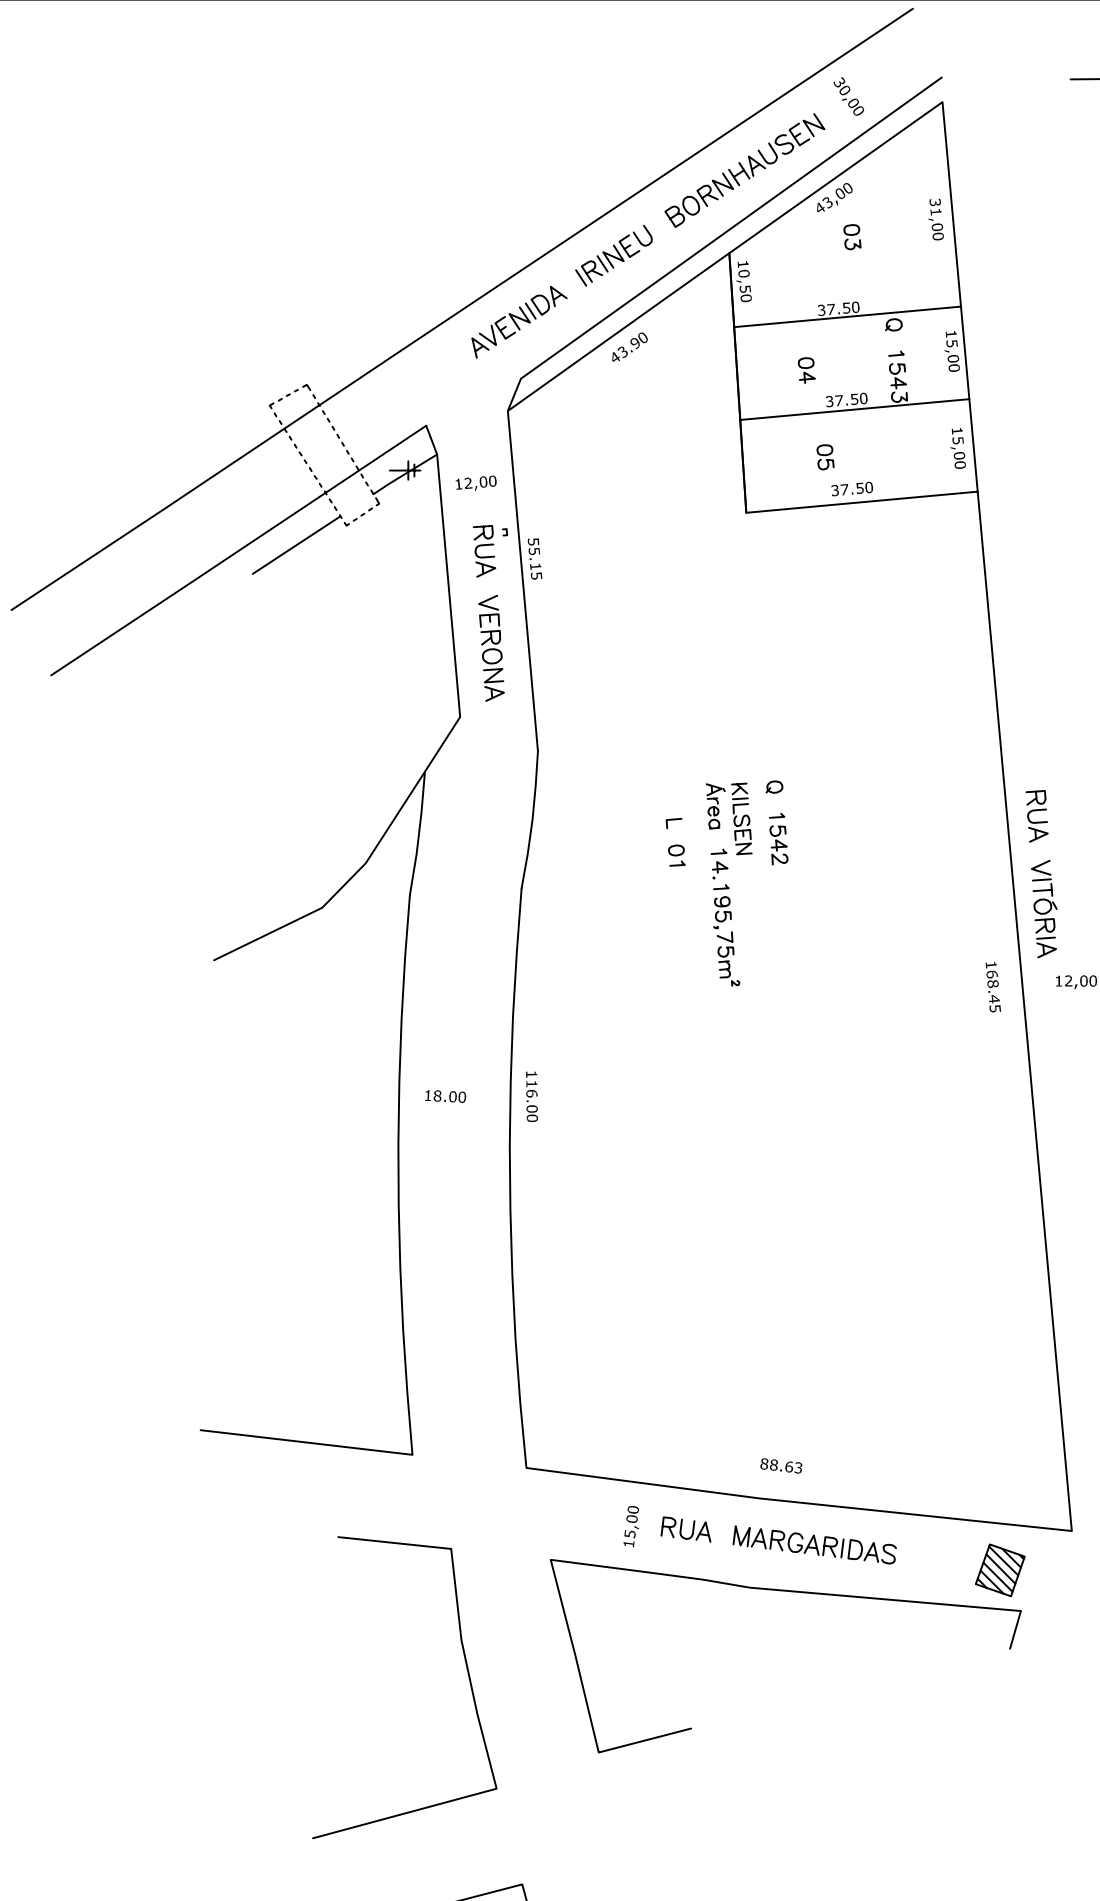 30,00
AVENIDA IRINEU BORNHAUSEN
43,00
31,00
03
10,50
37.50
Q 1543
15,00
04
37.50
43.90
15,00
05
37.50
12,00
RUA VERONA
55.15
Q 1542
KILSEN
Área 14.195,75m²
L 01
RUA VITÓRIA
168.45
12,00
18.00
116.00
88.63
15,00
RUA MARGARIDAS